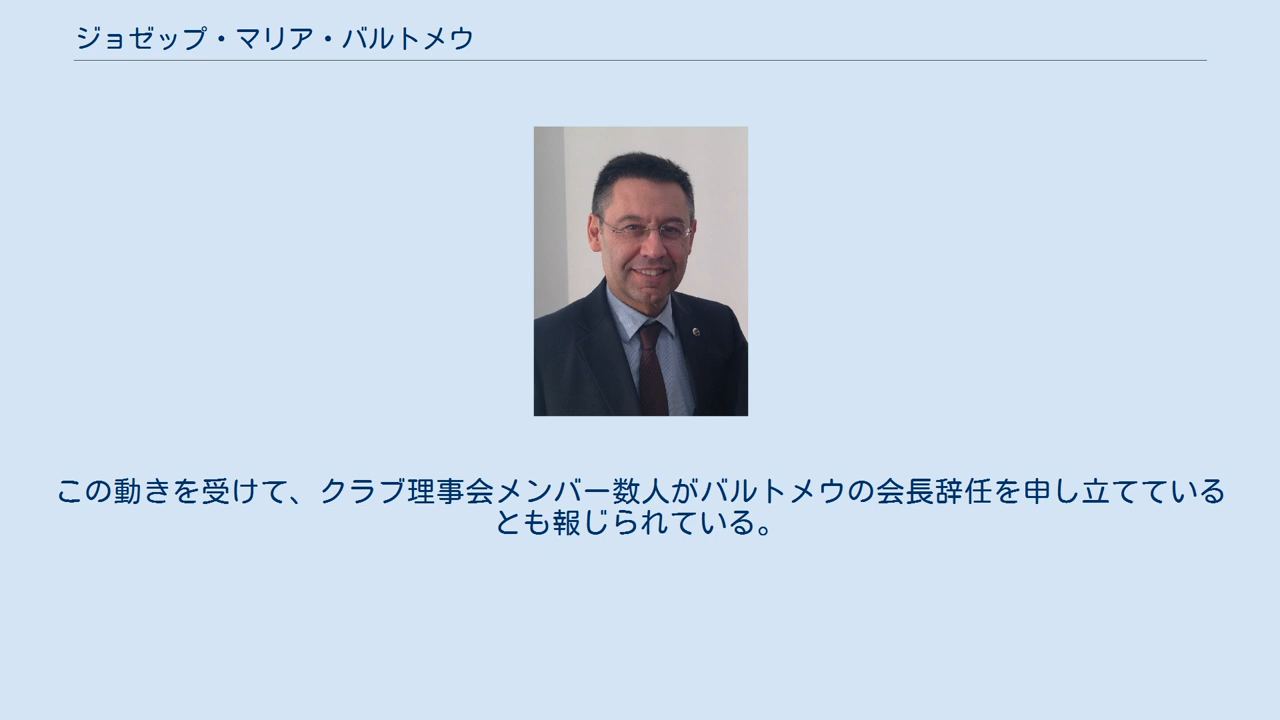 ジョゼップ・マリア・バルトメウ
この動きを受けて、クラブ理事会メンバー数人がバルトメウの会長辞任を申し立てている
とも報じられている。